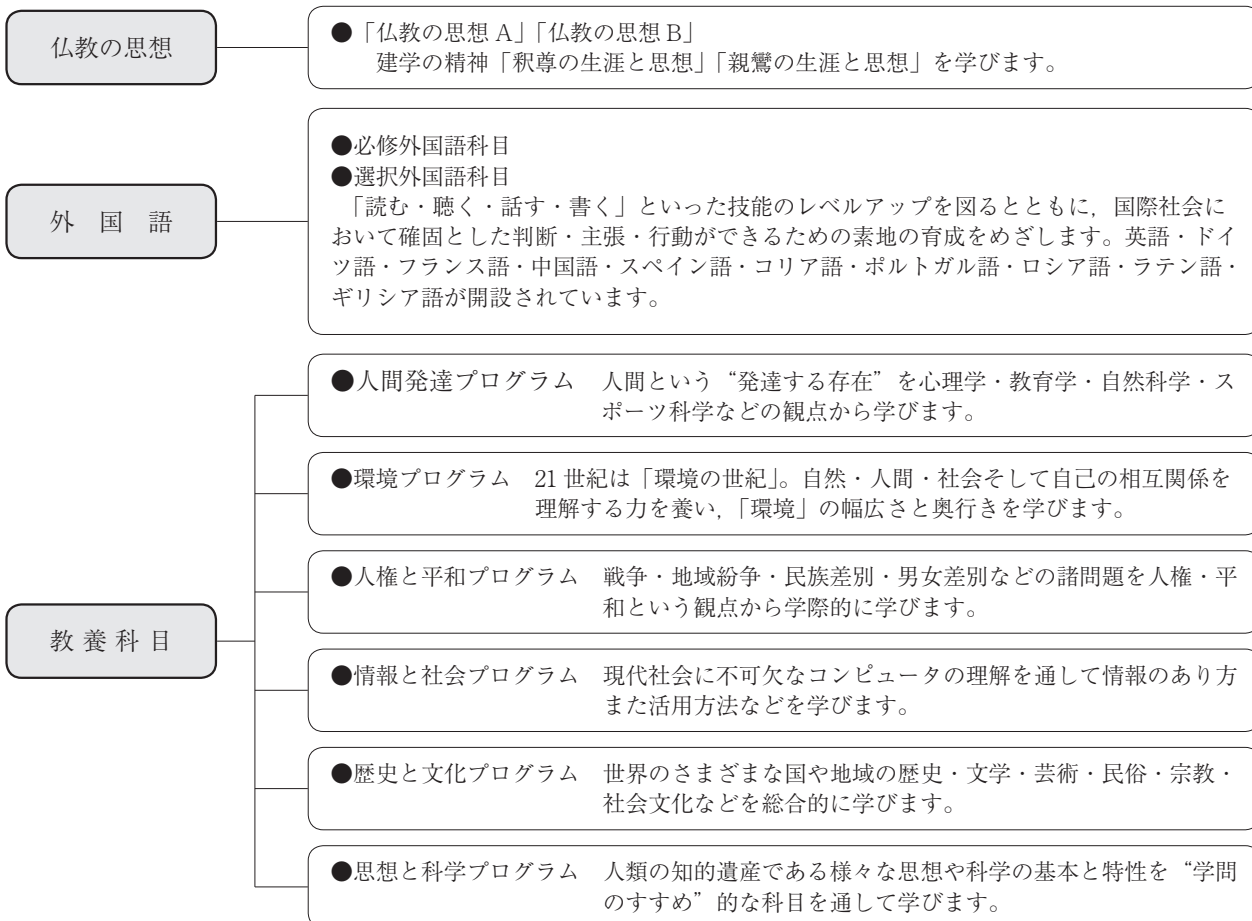 仏教の思想
●「仏教の思想 A」「仏教の思想 B」
建学の精神「釈尊の生涯と思想」「親鸞の生涯と思想」を学びます。
外 国 語
●必修外国語科目
●選択外国語科目
「読む・聴く・話す・書く」といった技能のレベルアップを図るとともに，国際社会に
おいて確固とした判断・主張・行動ができるための素地の育成をめざします。英語・ドイ
ツ語・フランス語・中国語・スペイン語・コリア語・ポルトガル語・ロシア語・ラテン語・
ギリシア語が開設されています。
教 養 科 目
●人間発達プログラム　人間という“発達する存在”を心理学・教育学・自然科学・ス
ポーツ科学などの観点から学びます。
●環境プログラム　21 世紀は「環境の世紀」。自然・人間・社会そして自己の相互関係を
理解する力を養い，「環境」の幅広さと奥行きを学びます。
●人権と平和プログラム　戦争・地域紛争・民族差別・男女差別などの諸問題を人権・平
和という観点から学際的に学びます。
●情報と社会プログラム　現代社会に不可欠なコンピュータの理解を通して情報のあり方
また活用方法などを学びます。
●歴史と文化プログラム　世界のさまざまな国や地域の歴史・文学・芸術・民俗・宗教・
社会文化などを総合的に学びます。
●思想と科学プログラム　人類の知的遺産である様々な思想や科学の基本と特性を“学問
のすすめ”的な科目を通して学びます。